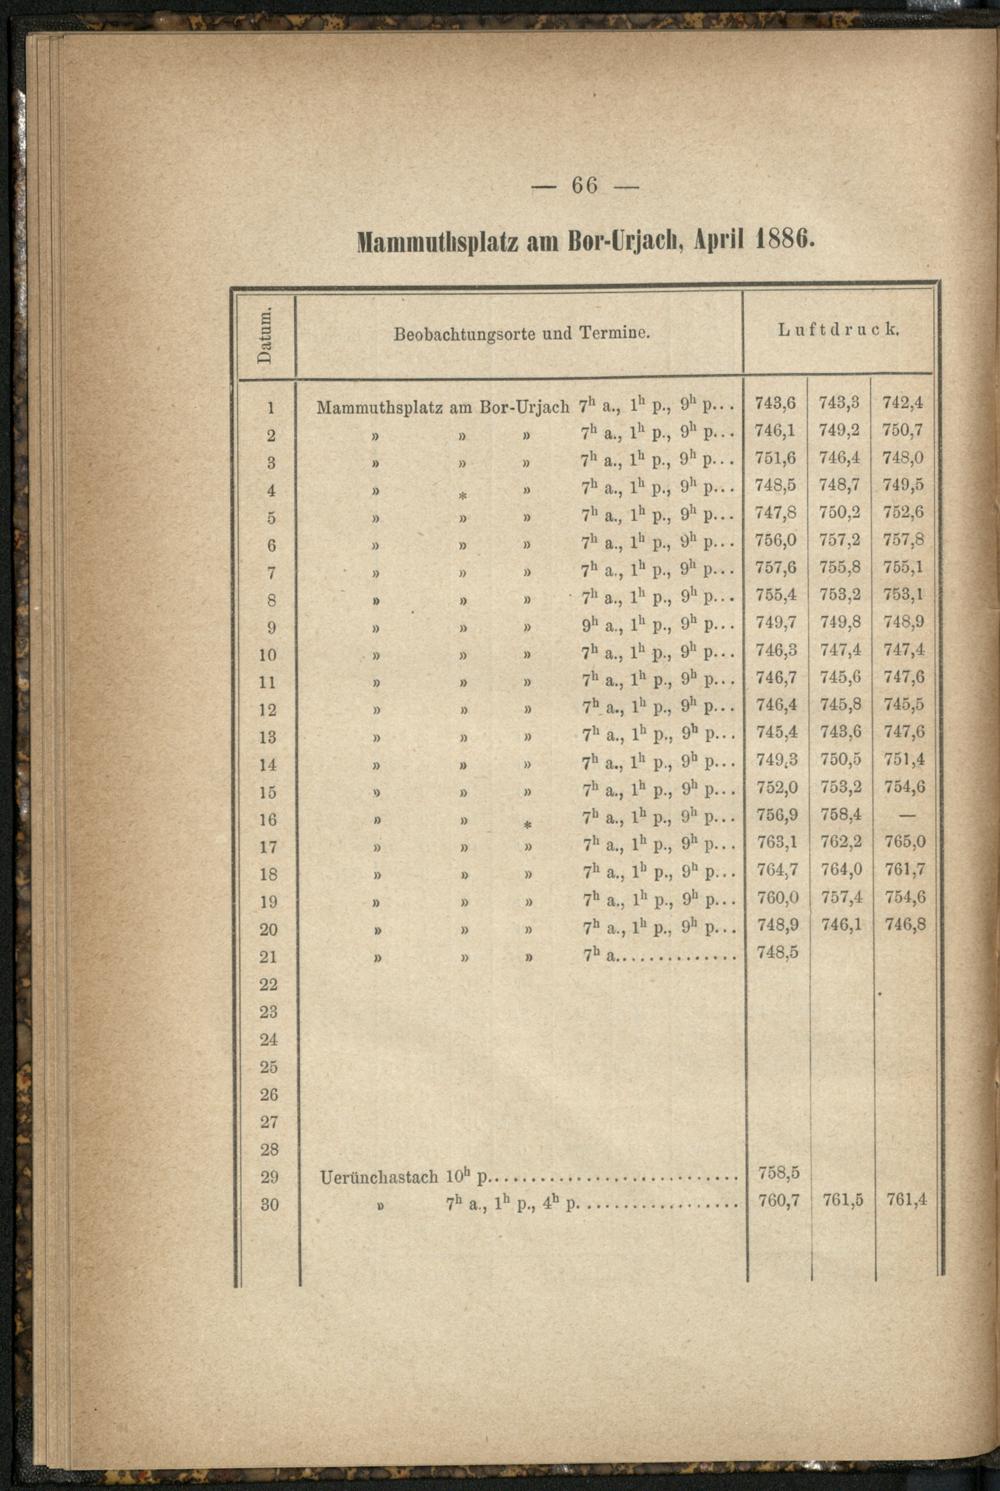 — 66 —
Mammuthsplatz am Bor-Urjach, April 1886.
Datum. Beobachtungsorte und Termine. Luftdruck.
1 Mammuthsplatz am Bor-Urjach 7h a., 1h p., 9h p... 743,6 743,3 742,4
2 » » » 7h a., 1h p., 9h p... 746,1 749,2 750,7
3 » » » 7h a., 1h p., 9h p... 751,6 746,4 748,0
4 » * » 7h a., 1h p., 9h p... 748,5 748,7 749,5
5 » » » 7h a., 1h p., 9h p... 747,8 750,2 752,6
6 » » » 7h a., 1h p., 9h p... 756,0 757,2 757,8
7 » » » 7h a., 1h p., 9h p... 757,6 755,8 755,1
8 » » » 7h a., 1h p., 9h p... 755,4 753,2 753,1
9 » » » 9h a., 1h p., 9h p... 749,7 749,8 748,9
10 » » » 7h a., 1h p., 9h p... 746,3 747,4 747,4
11 » » » 7h a., 1h p., 9h p... 746,7 745,6 747,6
12 » » » 7h a., 1h p., 9h p... 746,4 745,8 745,5
13 » » » 7h a., 1h p., 9h p... 745,4 743,6 747,6
14 » » » 7h a., 1h p., 9h p... 749,3 750,5 751,4
15 » » » 7h a., 1h p., 9h p... 752,0 753,2 754,6
16 » » * 7h a., 1h p., 9h p... 756,9 758,4 —
17 » » » 7h a., 1h p., 9h p... 763,1 762,2 765,0
18 » » » 7h a., 1h p., 9h p... 764,7 764,0 761,7
19 » » » 7h a., 1h p., 9h p... 760,0 757,4 754,6
20 » » » 7h a., 1h p., 9h p... 748,9 746,1 746,8
21 » » » 7h a.............. 748,5
22
23
24
25
26
27
28
29 Uerünchastach 10h p............................ 758,5
30 » 7h a., 1h p., 4h p................... 760,7 761,5 761,4